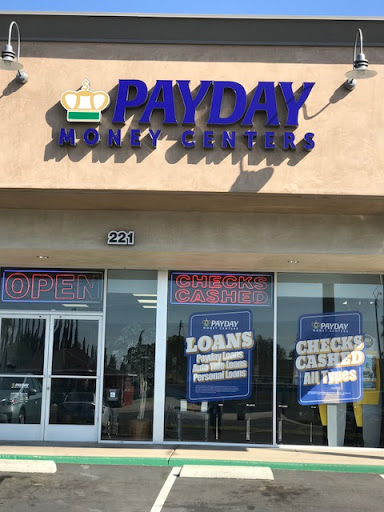 PAYDAY
MONEY CENTERS
221
OPEN
CHECKS
CASHED
PAYDAY
MONEY CENTERS
LOANS
Payday Loans
Auto Title Loans
Personal Loans
PAYDAY
MONEY CENTERS
CHECKS
CASHED
All Types